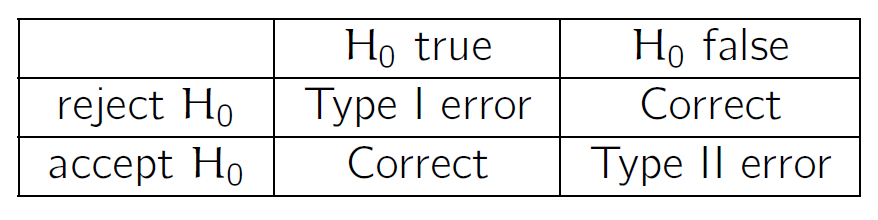 H₀ true H₀ false
reject H₀ Type I error Correct
accept H₀ Correct Type II error